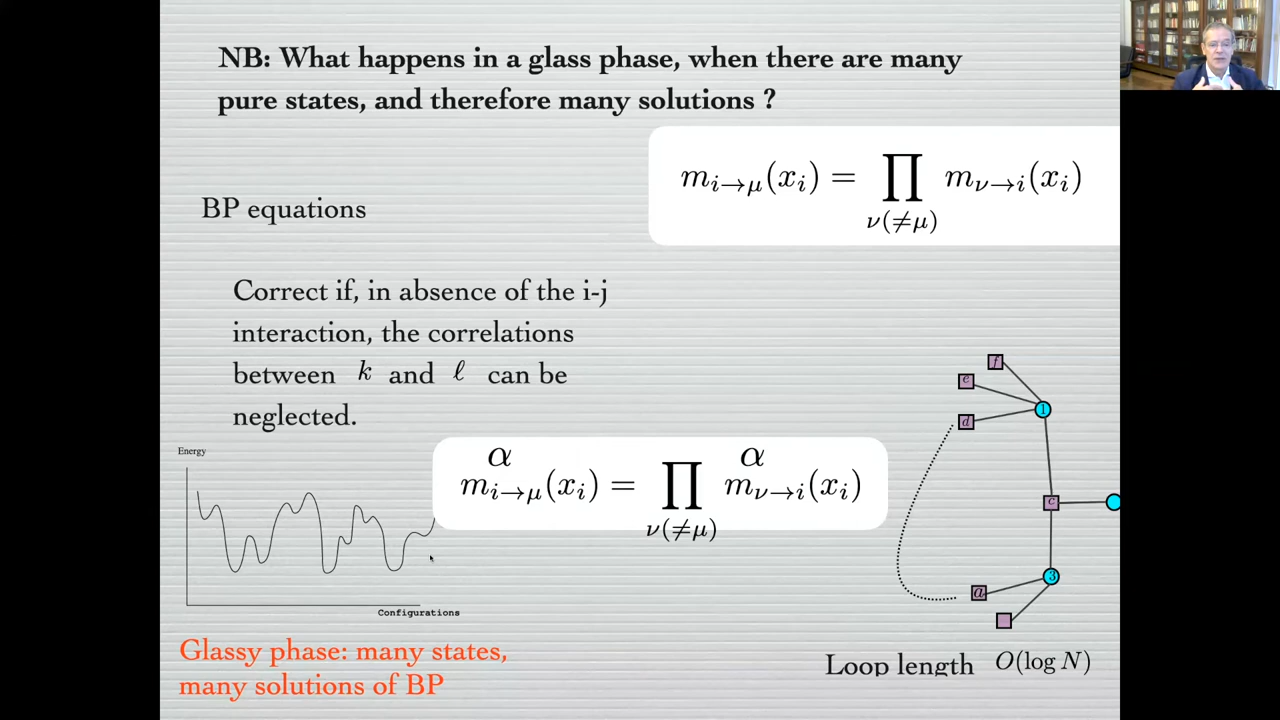 NB: What happens in a glass phase, when there are many
pure states, and therefore many solutions ?
m_{i→μ}(x_i) = ∏_{ν(≠μ)} m_{ν→i}(x_i)
BP equations
Correct if, in absence of the i-j
interaction, the correlations
between k and ℓ can be
neglected.
m^α_{i→μ}(x_i) = ∏_{ν(≠μ)} m^α_{ν→i}(x_i)
Energy
Configurations
f
e
1
d
c
3
a
Glassy phase: many states,
many solutions of BP
Loop length O(log N)